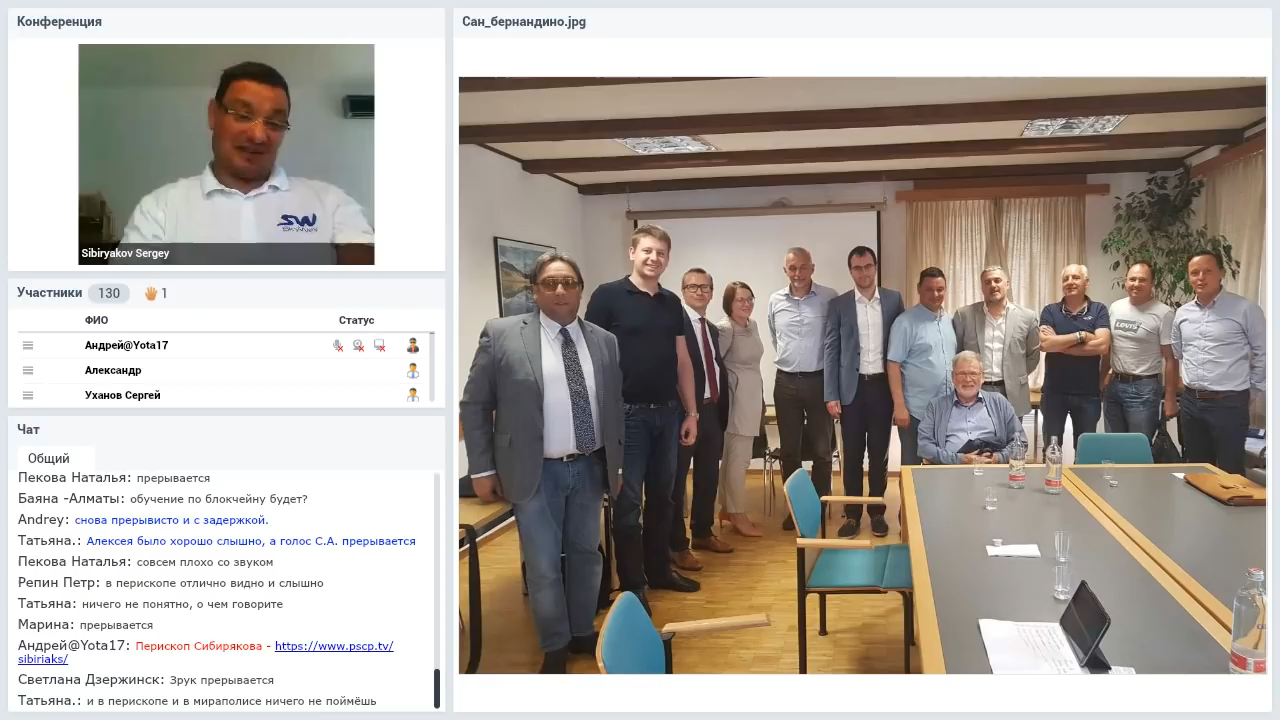 Конференция
Сан_бернандино.jpg
SW
SKYWAY
Sibiryakov Sergey
Участники 130 1
ФИО Статус
Андрей@Yota17
Александр
Уханов Сергей
Чат
Общий
Пекова Наталья: прерывается
Баяна -Алматы: обучение по блокчейну будет?
Andrey: снова прерывисто и с задержкой.
Татьяна.: Алексея было хорошо слышно, а голос С.А. прерывается
Пекова Наталья: совсем плохо со звуком
Репин Петр: в перископе отлично видно и слышно
Татьяна: ничего не понятно, о чем говорите
Марина: прерывается
Андрей@Yota17: Перископ Сибирякова - https://www.pscp.tv/
sibiriaks/
Светлана Дзержинск: Зрук прерывается
Татьяна.: и в перископе и в мираполисе ничего не поймёшь
Levi's